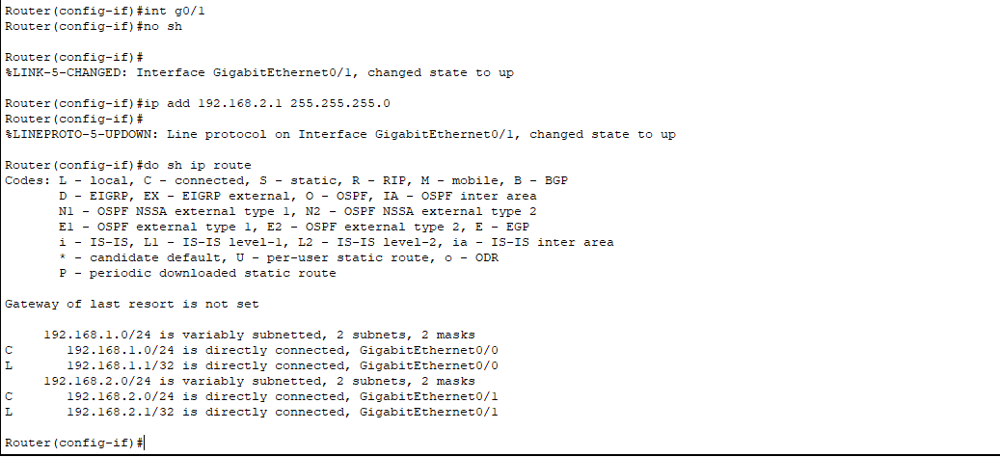 Router(config-if)#int g0/1
Router(config-if)#no sh
Router(config-if)#
%LINK-5-CHANGED: Interface GigabitEthernet0/1, changed state to up
Router(config-if)#ip add 192.168.2.1 255.255.255.0
Router(config-if)#
%LINEPROTO-5-UPDOWN: Line protocol on Interface GigabitEthernet0/1, changed state to up
Router(config-if)#do sh ip route
Codes: L - local, C - connected, S - static, R - RIP, M - mobile, B - BGP
D - EIGRP, EX - EIGRP external, O - OSPF, IA - OSPF inter area
N1 - OSPF NSSA external type 1, N2 - OSPF NSSA external type 2
E1 - OSPF external type 1, E2 - OSPF external type 2, E - EGP
i - IS-IS, L1 - IS-IS level-1, L2 - IS-IS level-2, ia - IS-IS inter area
* - candidate default, U - per-user static route, o - ODR
P - periodic downloaded static route
Gateway of last resort is not set
192.168.1.0/24 is variably subnetted, 2 subnets, 2 masks
C 192.168.1.0/24 is directly connected, GigabitEthernet0/0
L 192.168.1.1/32 is directly connected, GigabitEthernet0/0
192.168.2.0/24 is variably subnetted, 2 subnets, 2 masks
C 192.168.2.0/24 is directly connected, GigabitEthernet0/1
L 192.168.2.1/32 is directly connected, GigabitEthernet0/1
Router(config-if)#